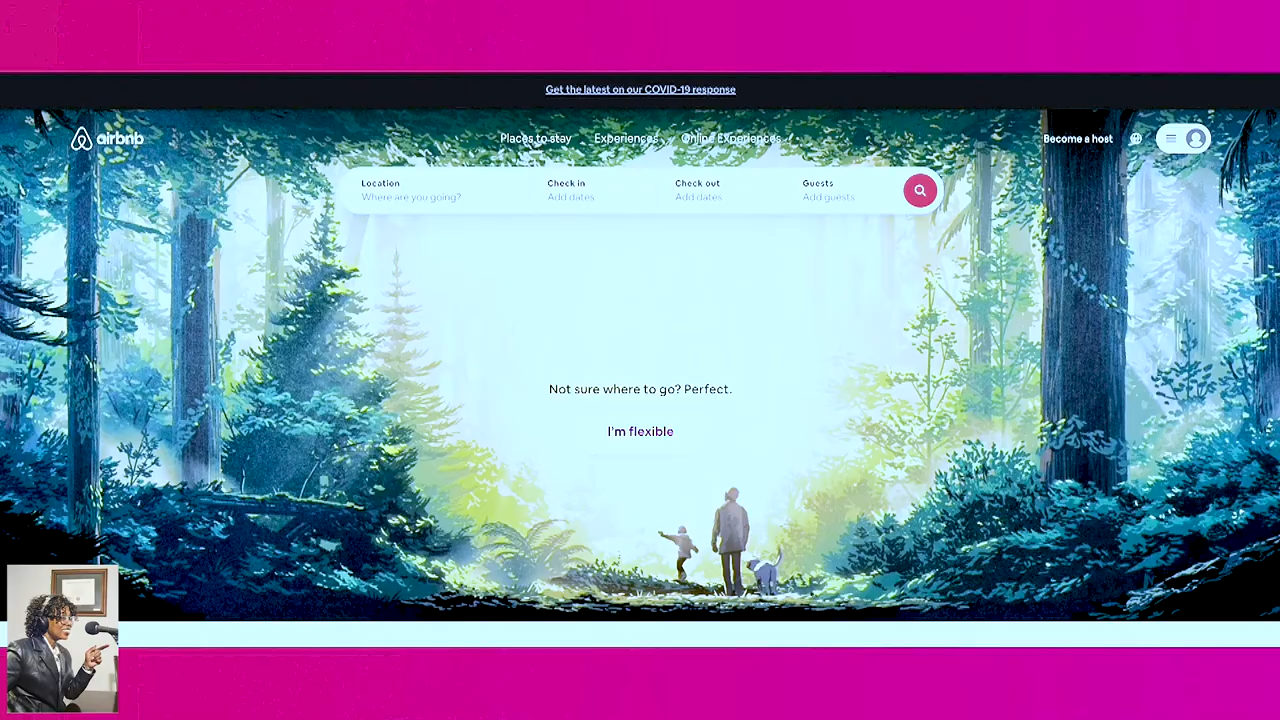 Get the latest on our COVID-19 response
airbnb
Places to stay
Experiences
Online Experiences
Become a host
Location
Where are you going?
Check in
Add dates
Check out
Add dates
Guests
Add guests
Not sure where to go? Perfect.
I'm flexible